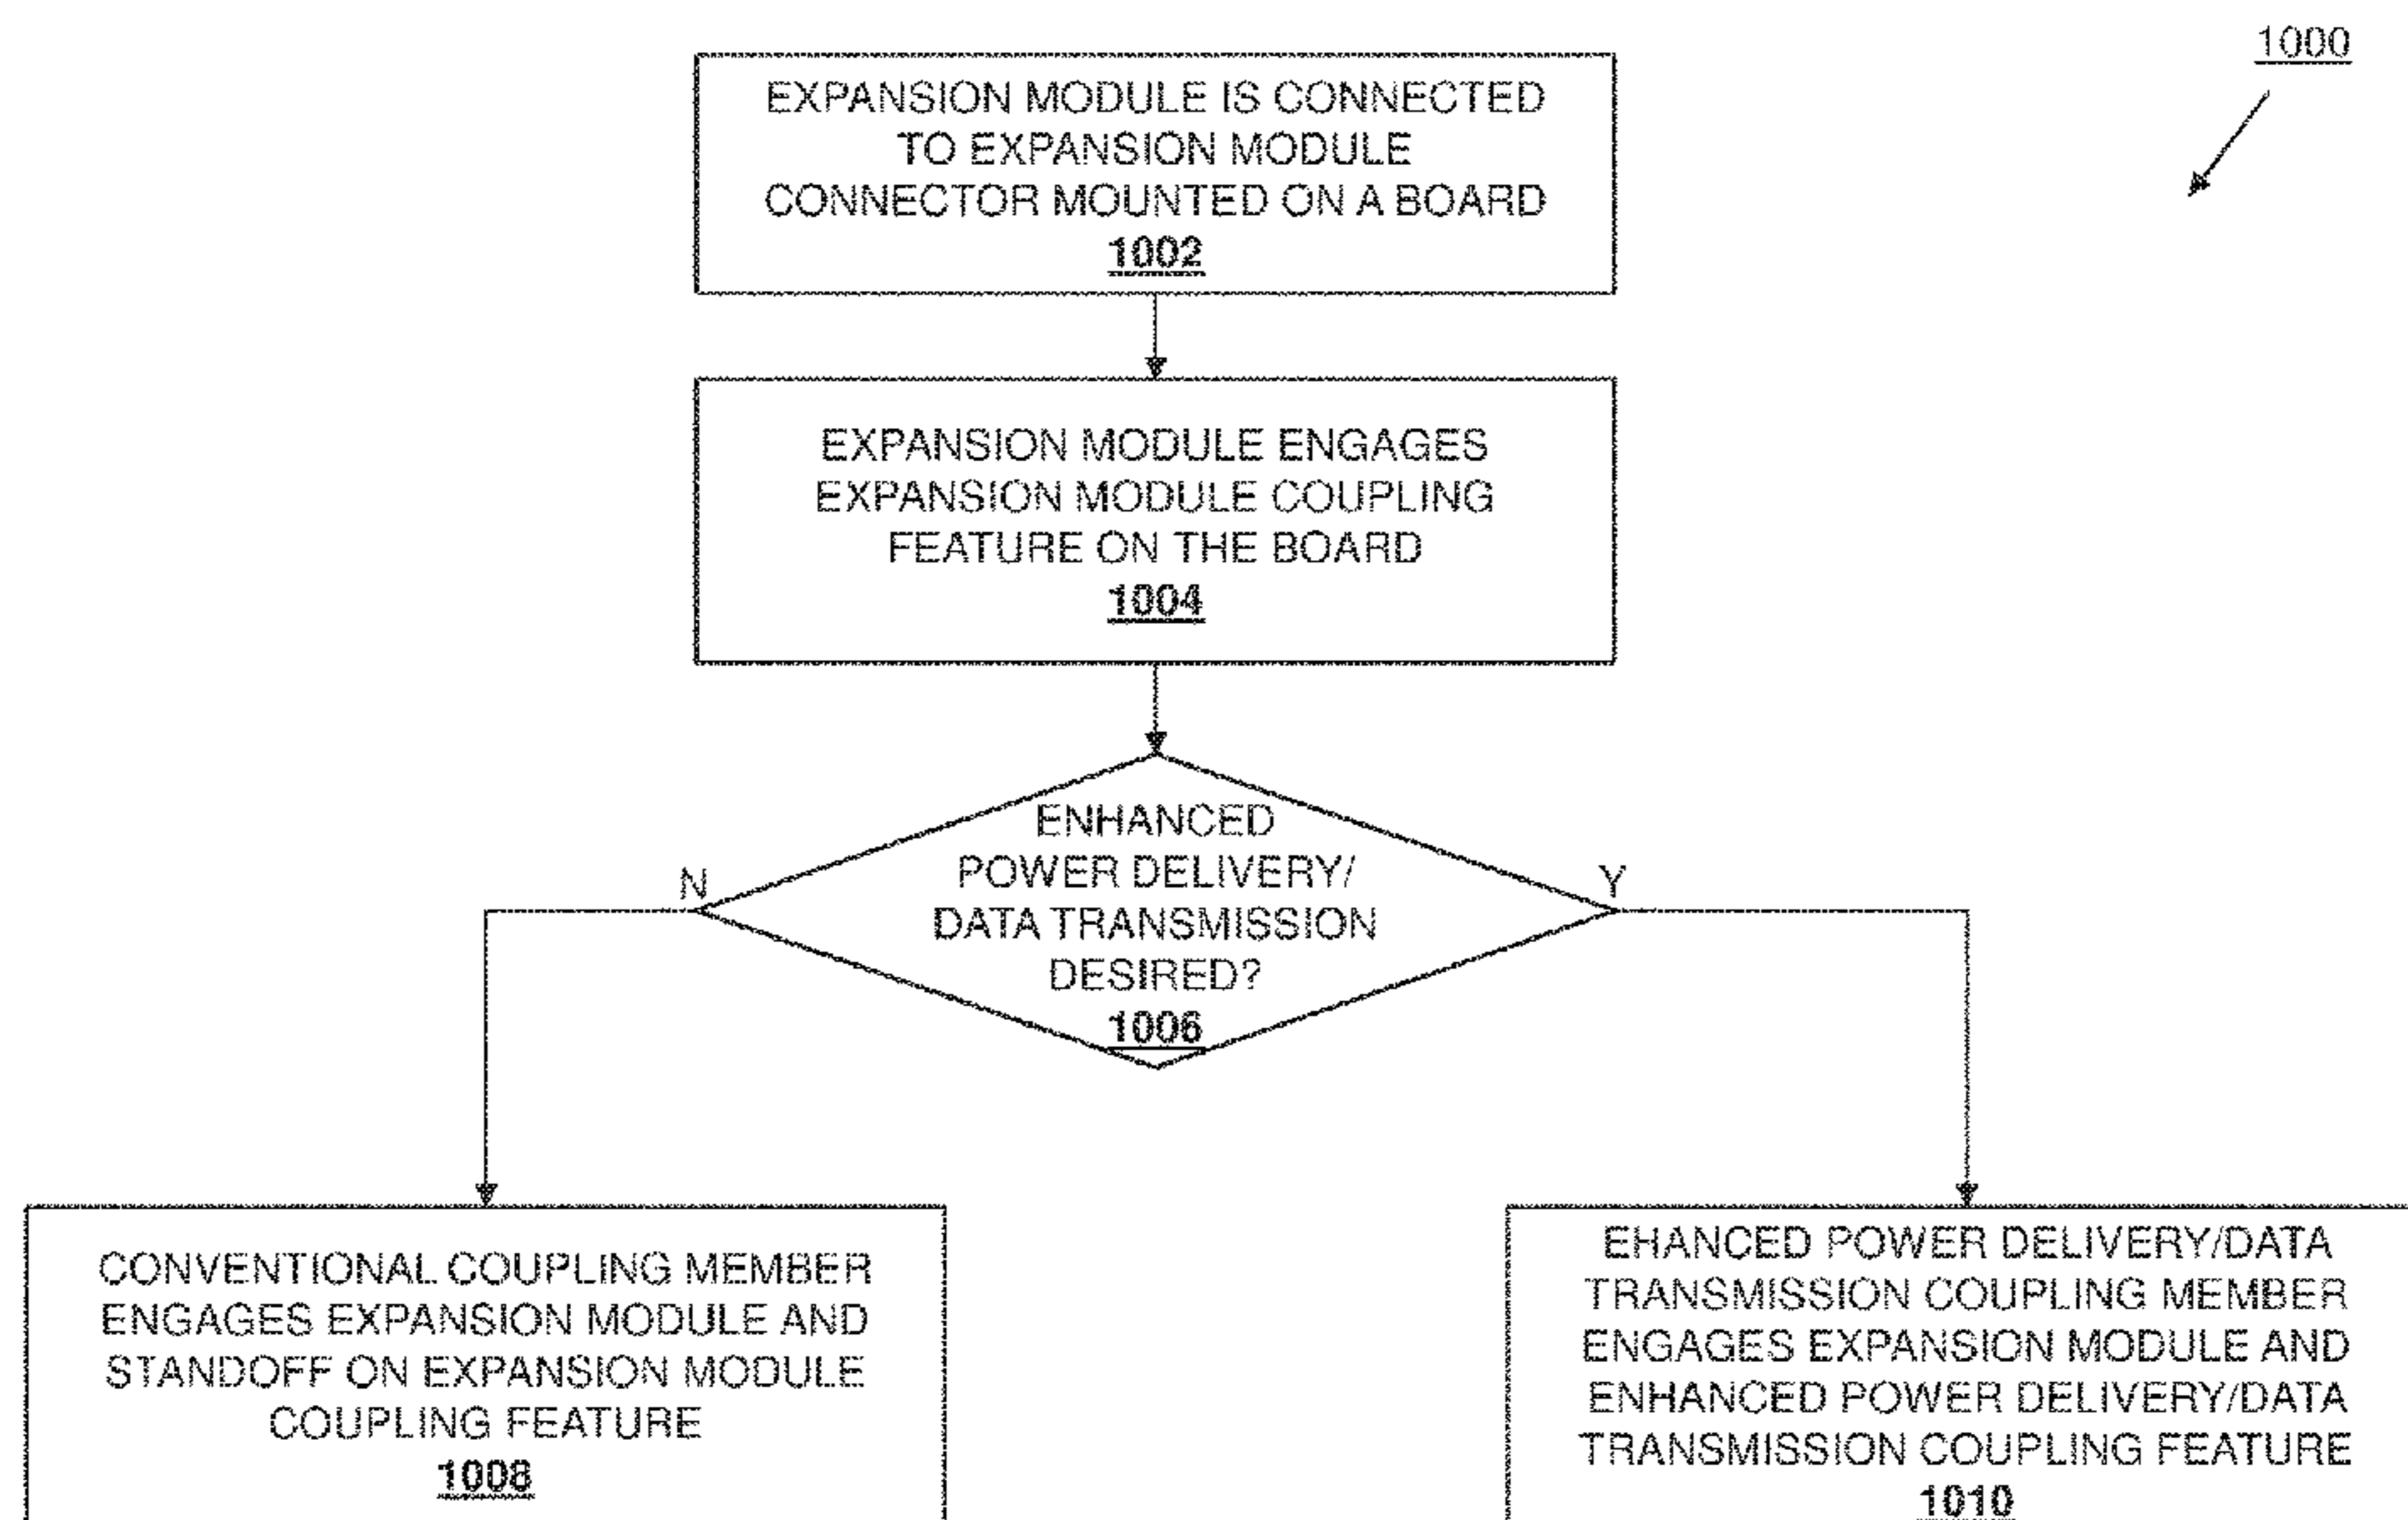 1000
EXPANSION MODULE IS CONNECTED
TO EXPANSION MODULE
CONNECTOR MOUNTED ON A BOARD
1002
EXPANSION MODULE ENGAGES
EXPANSION MODULE COUPLING
FEATURE ON THE BOARD
1004
ENHANCED
POWER DELIVERY/
DATA TRANSMISSION
DESIRED?
1006
N
Y
CONVENTIONAL COUPLING MEMBER
ENGAGES EXPANSION MODULE AND
STANDOFF ON EXPANSION MODULE
COUPLING FEATURE
1008
EHANCED POWER DELIVERY/DATA
TRANSMISSION COUPLING MEMBER
ENGAGES EXPANSION MODULE AND
ENHANCED POWER DELIVERY/DATA
TRANSMISSION COUPLING FEATURE
1010